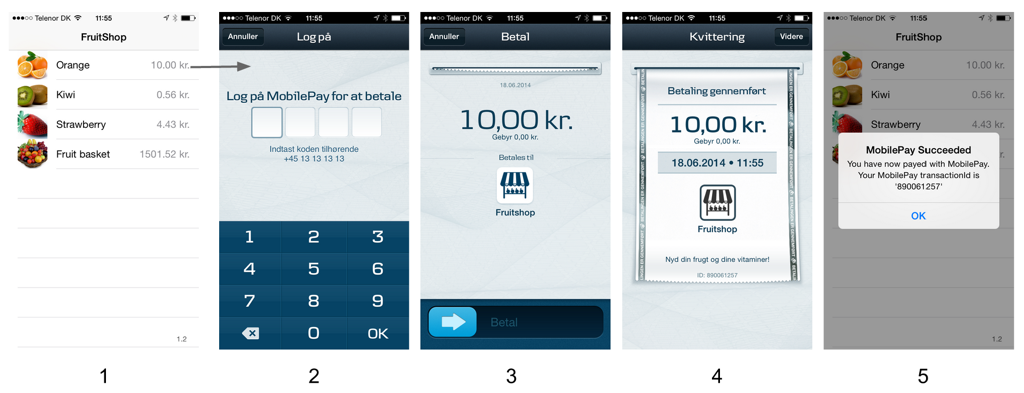 ●●●○○ Telenor DK 11:55
FruitShop
Orange 10.00 kr.
Kiwi 0.56 kr.
Strawberry 4.43 kr.
Fruit basket 1501.52 kr.
1.2
1
●●●○○ Telenor DK 11:55
Annuller Log på
Log på MobilePay for at betale
Indtast koden tilhørende
+45 13 13 13 13
1 2 3
4 5 6
7 8 9
0 OK
2
●●●○○ Telenor DK 11:55
Annuller Betal
18.06.2014
10,00 kr.
Gebyr 0,00 kr.
Betales til
Fruitshop
Betal
3
●●●○○ Telenor DK 11:55
Kvittering Videre
Betaling gennemført
10,00 kr.
Gebyr 0,00 kr.
18.06.2014 • 11:55
Fruitshop
Nyd din frugt og dine vitaminer!
ID: 890061257
4
●●●○○ Telenor DK 11:55
FruitShop
Orange 10.00 kr.
Kiwi 0.56 kr.
Strawberry 4.43 kr.
MobilePay Succeeded
You have now payed with MobilePay.
Your MobilePay transactionId is
'890061257'
OK
1.2
5